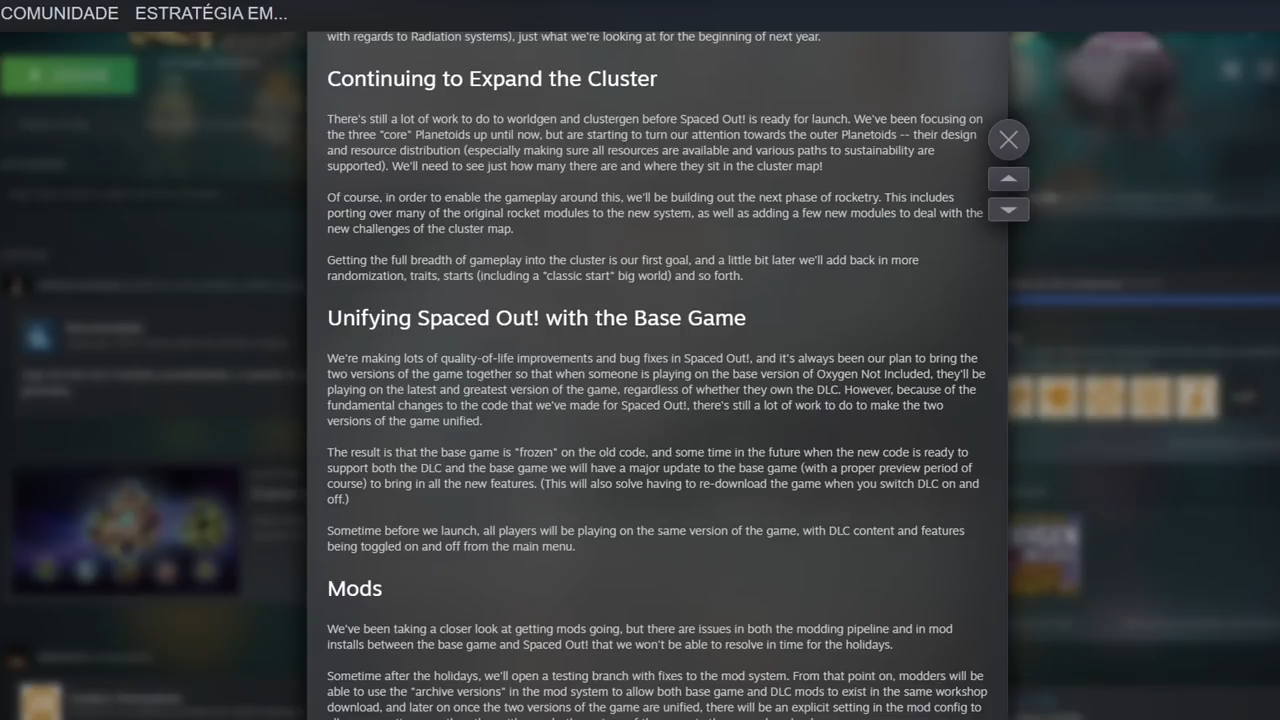 COMUNIDADE ESTRATÉGIA EM...
with regards to Radiation systems), just what we're looking at for the beginning of next year.
Continuing to Expand the Cluster
There's still a lot of work to do to worldgen and clustergen before Spaced Out! is ready for launch. We've been focusing on
the three "core" Planetoids up until now, but are starting to turn our attention towards the outer Planetoids -- their design
and resource distribution (especially making sure all resources are available and various paths to sustainability are
supported). We'll need to see just how many there are and where they sit in the cluster map!
Of course, in order to enable the gameplay around this, we'll be building out the next phase of rocketry. This includes
porting over many of the original rocket modules to the new system, as well as adding a few new modules to deal with the
new challenges of the cluster map.
Getting the full breadth of gameplay into the cluster is our first goal, and a little bit later we'll add back in more
randomization, traits, starts (including a "classic start" big world) and so forth.
Unifying Spaced Out! with the Base Game
We're making lots of quality-of-life improvements and bug fixes in Spaced Out!, and it's always been our plan to bring the
two versions of the game together so that when someone is playing on the base version of Oxygen Not Included, they'll be
playing on the latest and greatest version of the game, regardless of whether they own the DLC. However, because of the
fundamental changes to the code that we've made for Spaced Out!, there's still a lot of work to do to make the two
versions of the game unified.
The result is that the base game is "frozen" on the old code, and some time in the future when the new code is ready to
support both the DLC and the base game we will have a major update to the base game (with a proper preview period of
course) to bring in all the new features. (This will also solve having to re-download the game when you switch DLC on and
off.)
Sometime before we launch, all players will be playing on the same version of the game, with DLC content and features
being toggled on and off from the main menu.
Mods
We've been taking a closer look at getting mods going, but there are issues in both the modding pipeline and in mod
installs between the base game and Spaced Out! that we won't be able to resolve in time for the holidays.
Sometime after the holidays, we'll open a testing branch with fixes to the mod system. From that point on, modders will be
able to use the "archive versions" in the mod system to allow both base game and DLC mods to exist in the same workshop
download, and later on once the two versions of the game are unified, there will be an explicit setting in the mod config to